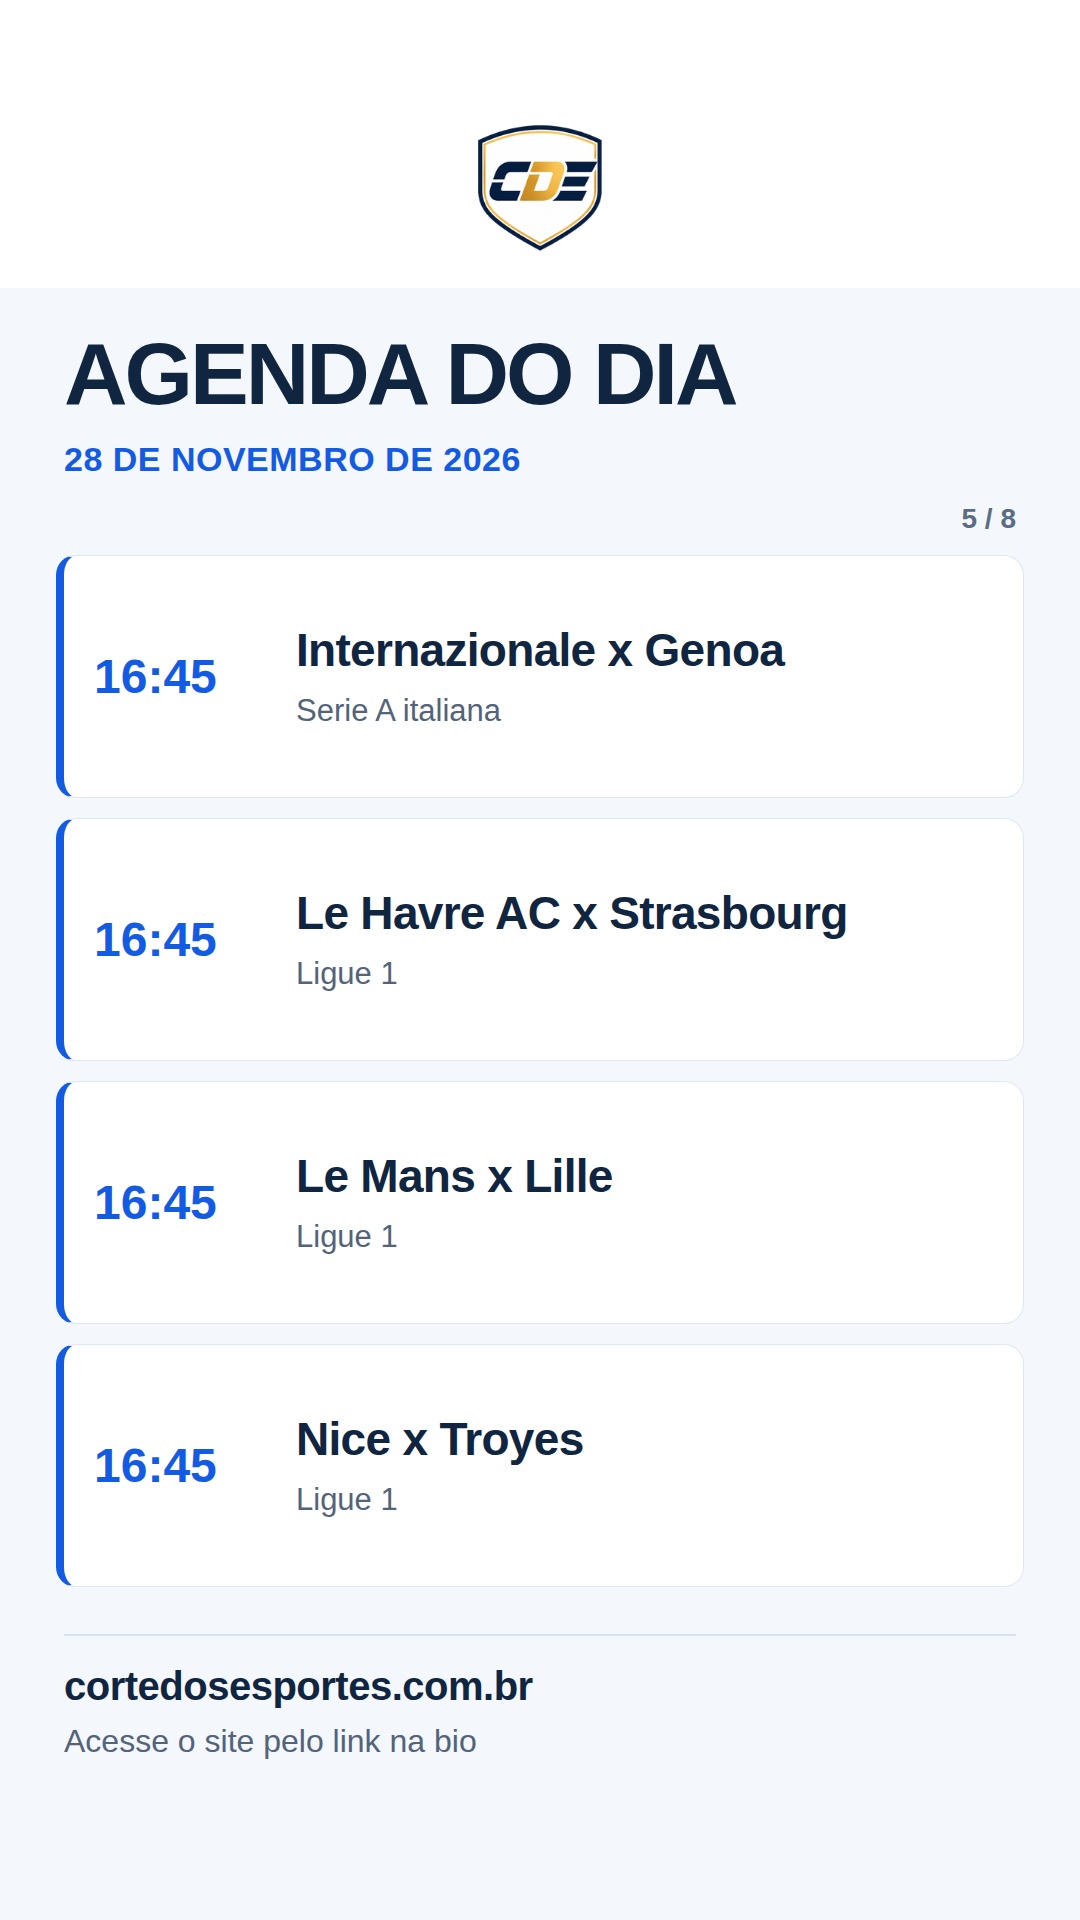 CDE
AGENDA DO DIA
28 DE NOVEMBRO DE 2026
5 / 8
16:45
Internazionale x Genoa
Serie A italiana
16:45
Le Havre AC x Strasbourg
Ligue 1
16:45
Le Mans x Lille
Ligue 1
16:45
Nice x Troyes
Ligue 1
cortedosesportes.com.br
Acesse o site pelo link na bio